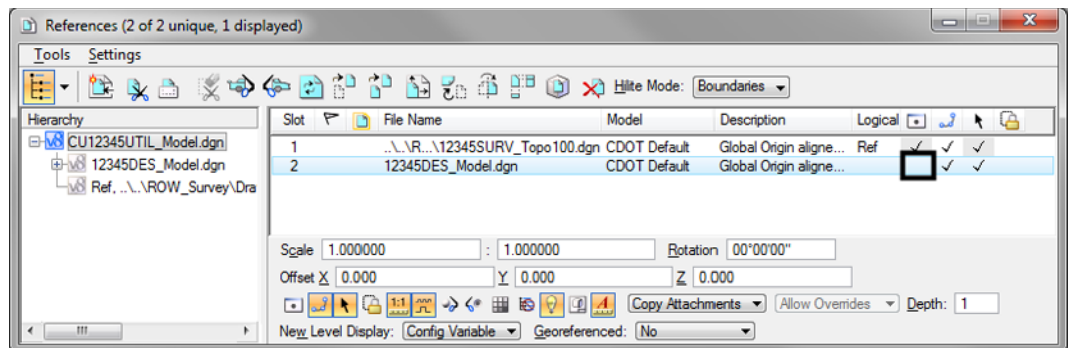 References (2 of 2 unique, 1 displayed)
Tools Settings
Hilite Mode: Boundaries
Hierarchy
CU12345UTIL_Model.dgn
12345DES_Model.dgn
Ref, ..\..\ROW_Survey\Dra
Slot File Name Model Description Logical
1 ..\..\R...\12345SURV_Topo100.dgn CDOT Default Global Origin aligne... Ref
2 12345DES_Model.dgn CDOT Default Global Origin aligne...
Scale 1.000000 : 1.000000 Rotation 00°00'00"
Offset X 0.000 Y 0.000 Z 0.000
1:1 Copy Attachments Allow Overrides Depth: 1
New Level Display: Config Variable Georeferenced: No